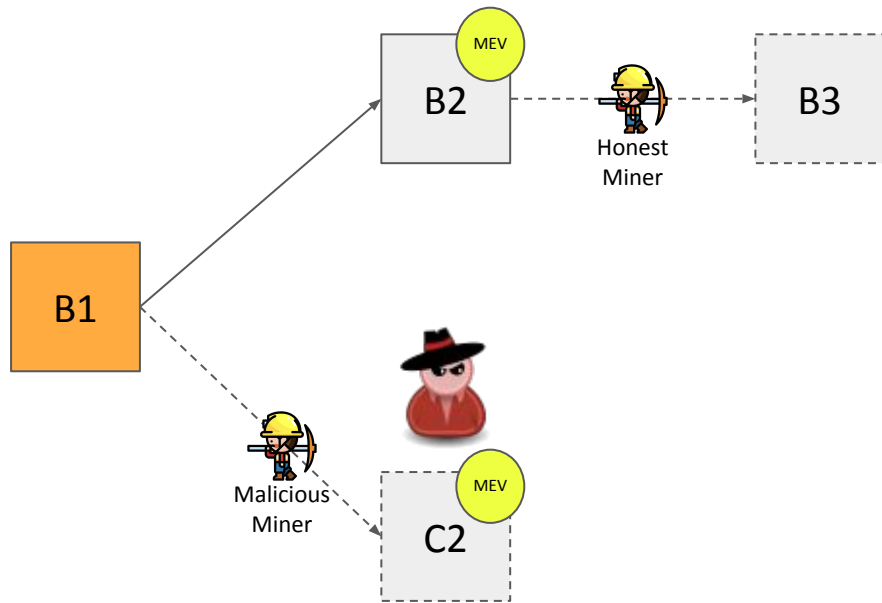 MEV
B2
B3
Honest
Miner
B1
Malicious
Miner
MEV
C2